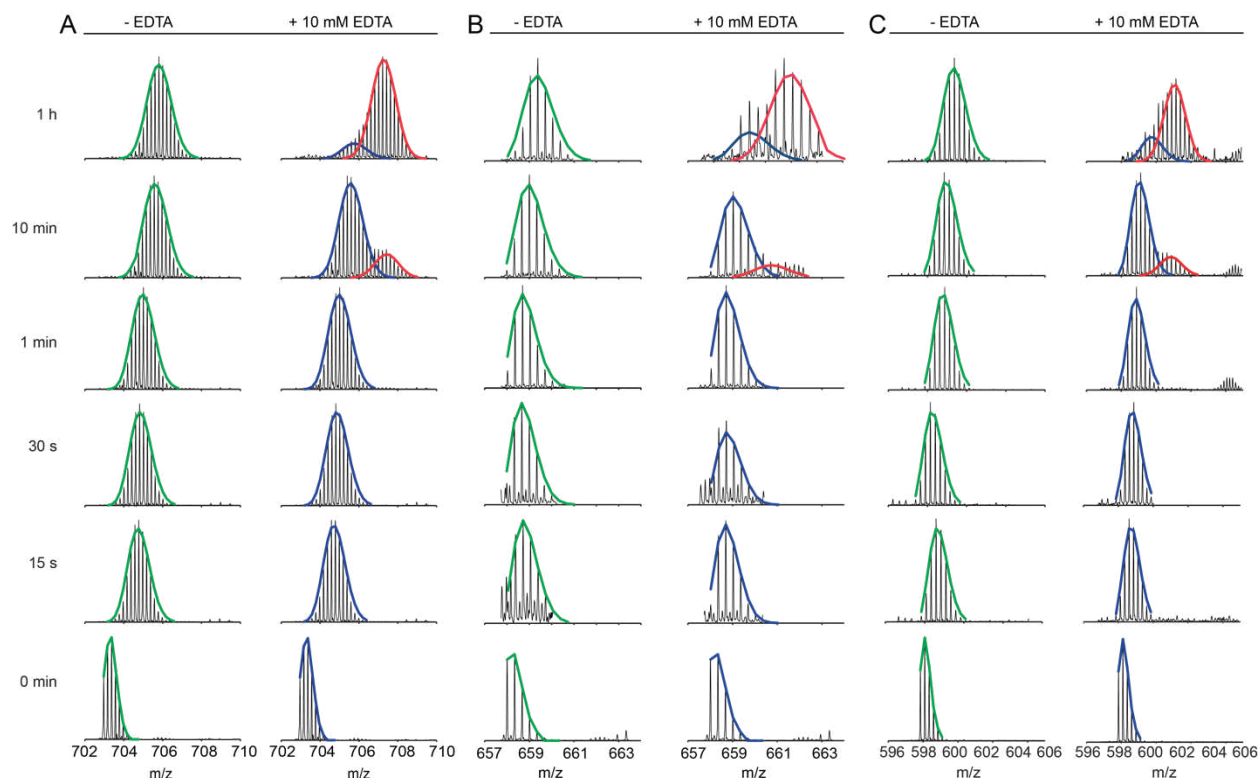 A - EDTA + 10 mM EDTA B - EDTA + 10 mM EDTA C - EDTA + 10 mM EDTA
1 h
10 min
1 min
30 s
15 s
0 min
702 704 706 708 710 702 704 706 708 710 657 659 661 663 657 659 661 663 596 598 600 602 604 606 596 598 600 602 604 606
m/z m/z m/z m/z m/z m/z